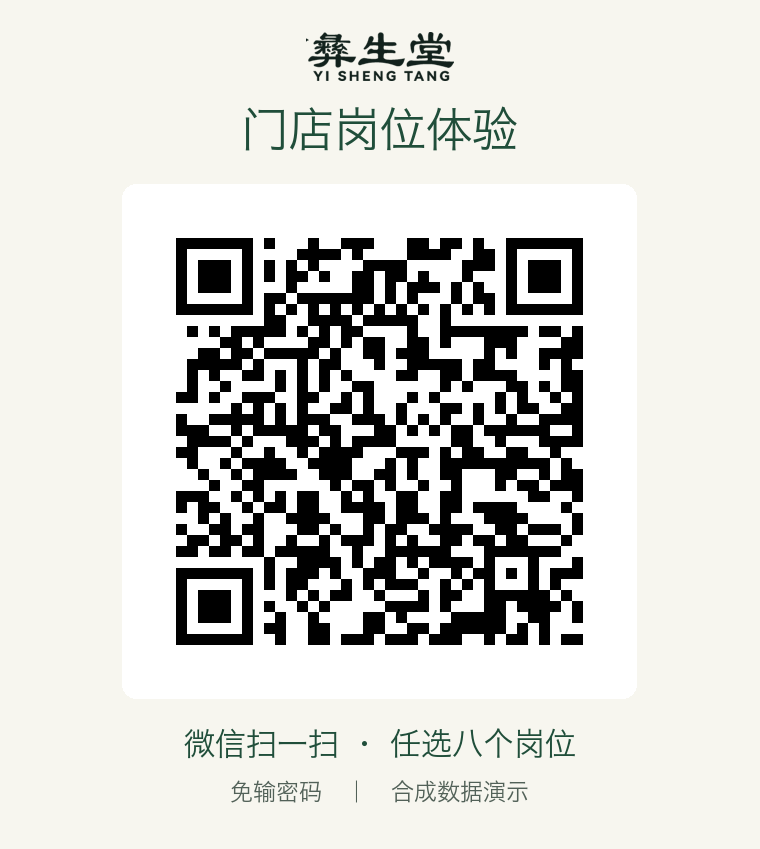 彝生堂
YI SHENG TANG
门店岗位体验
微信扫一扫 · 任选八个岗位
免输密码 | 合成数据演示